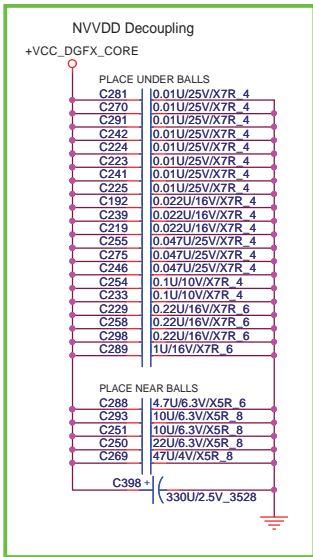 NVVDD Decoupling
+VCC_DGFX_CORE
PLACE UNDER BALLS
C281 0.01U/25V/X7R_4
C270 0.01U/25V/X7R_4
C291 0.01U/25V/X7R_4
C242 0.01U/25V/X7R_4
C224 0.01U/25V/X7R_4
C223 0.01U/25V/X7R_4
C241 0.01U/25V/X7R_4
C225 0.01U/25V/X7R_4
C192 0.022U/16V/X7R_4
C239 0.022U/16V/X7R_4
C219 0.022U/16V/X7R_4
C255 0.047U/25V/X7R_4
C275 0.047U/25V/X7R_4
C246 0.047U/25V/X7R_4
C254 0.1U/10V/X7R_4
C233 0.1U/10V/X7R_4
C229 0.22U/16V/X7R_6
C258 0.22U/16V/X7R_6
C298 0.22U/16V/X7R_6
C289 1U/16V/X7R_6
PLACE NEAR BALLS
C288 4.7U/6.3V/X5R_6
C293 10U/6.3V/X5R_8
C251 10U/6.3V/X5R_8
C250 22U/6.3V/X5R_8
C269 47U/4V/X5R_8
C398 +
330U/2.5V_3528